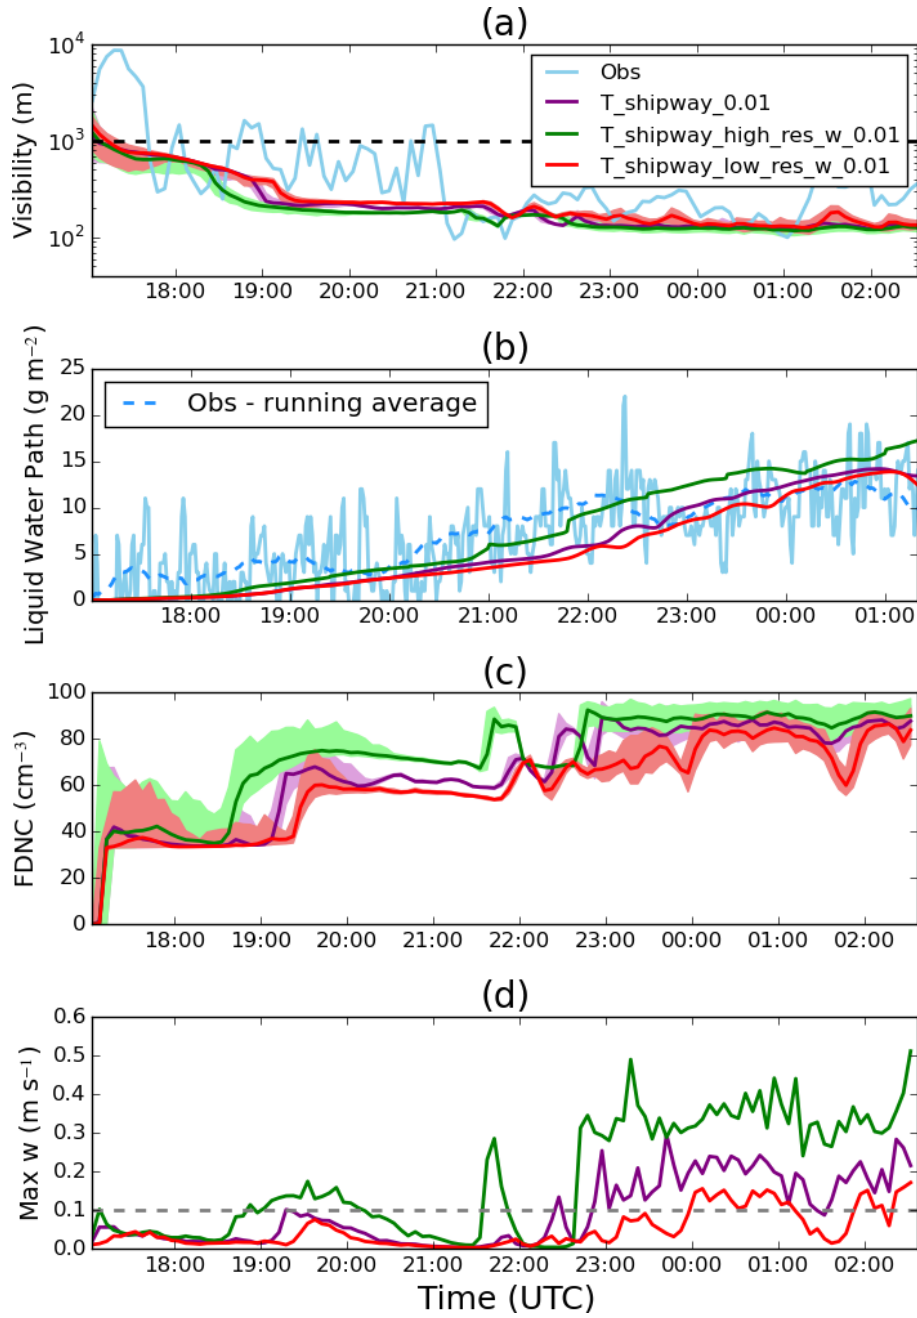 (a)
Visibility (m)
10⁴
10³
10²
Obs
T_shipway_0.01
T_shipway_high_res_w_0.01
T_shipway_low_res_w_0.01
18:00 19:00 20:00 21:00 22:00 23:00 00:00 01:00 02:00
(b)
Liquid Water Path (g m⁻²)
25
20
15
10
5
0
Obs - running average
18:00 19:00 20:00 21:00 22:00 23:00 00:00 01:00
(c)
FDNC (cm⁻³)
100
80
60
40
20
0
18:00 19:00 20:00 21:00 22:00 23:00 00:00 01:00 02:00
(d)
Max w (m s⁻¹)
0.6
0.5
0.4
0.3
0.2
0.1
0.0
18:00 19:00 20:00 21:00 22:00 23:00 00:00 01:00 02:00
Time (UTC)